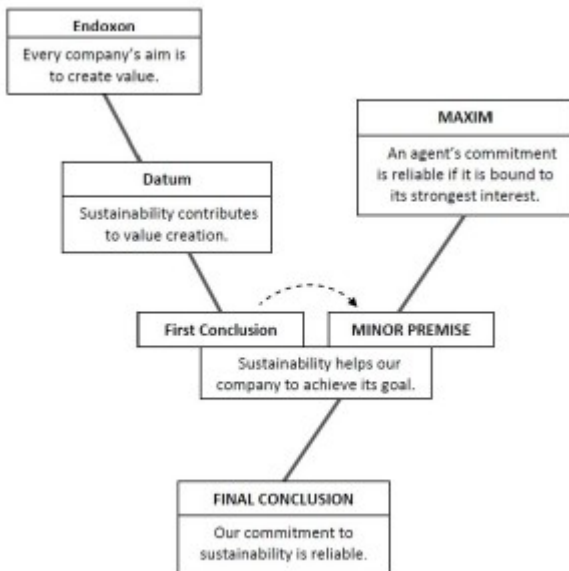 Endoxon
Every company's aim is
to create value.
MAXIM
An agent's commitment
is reliable if it is bound to
its strongest interest.
Datum
Sustainability contributes
to value creation.
First Conclusion
MINOR PREMISE
Sustainability helps our
company to achieve its goal.
FINAL CONCLUSION
Our commitment to
sustainability is reliable.